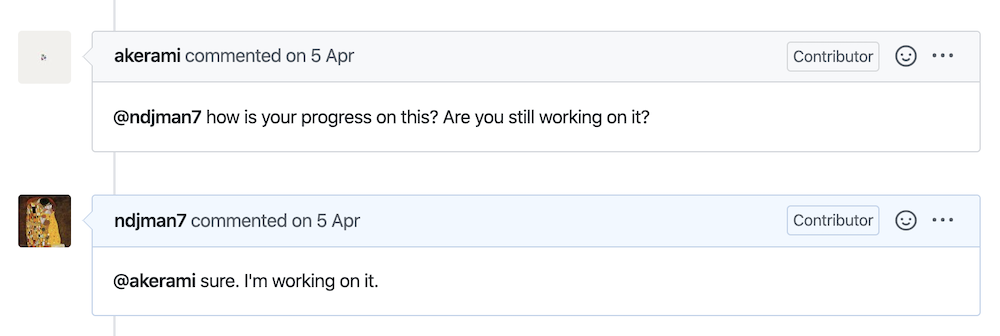 akerami commented on 5 Apr Contributor
@ndjman7 how is your progress on this? Are you still working on it?
ndjman7 commented on 5 Apr Contributor
@akerami sure. I'm working on it.